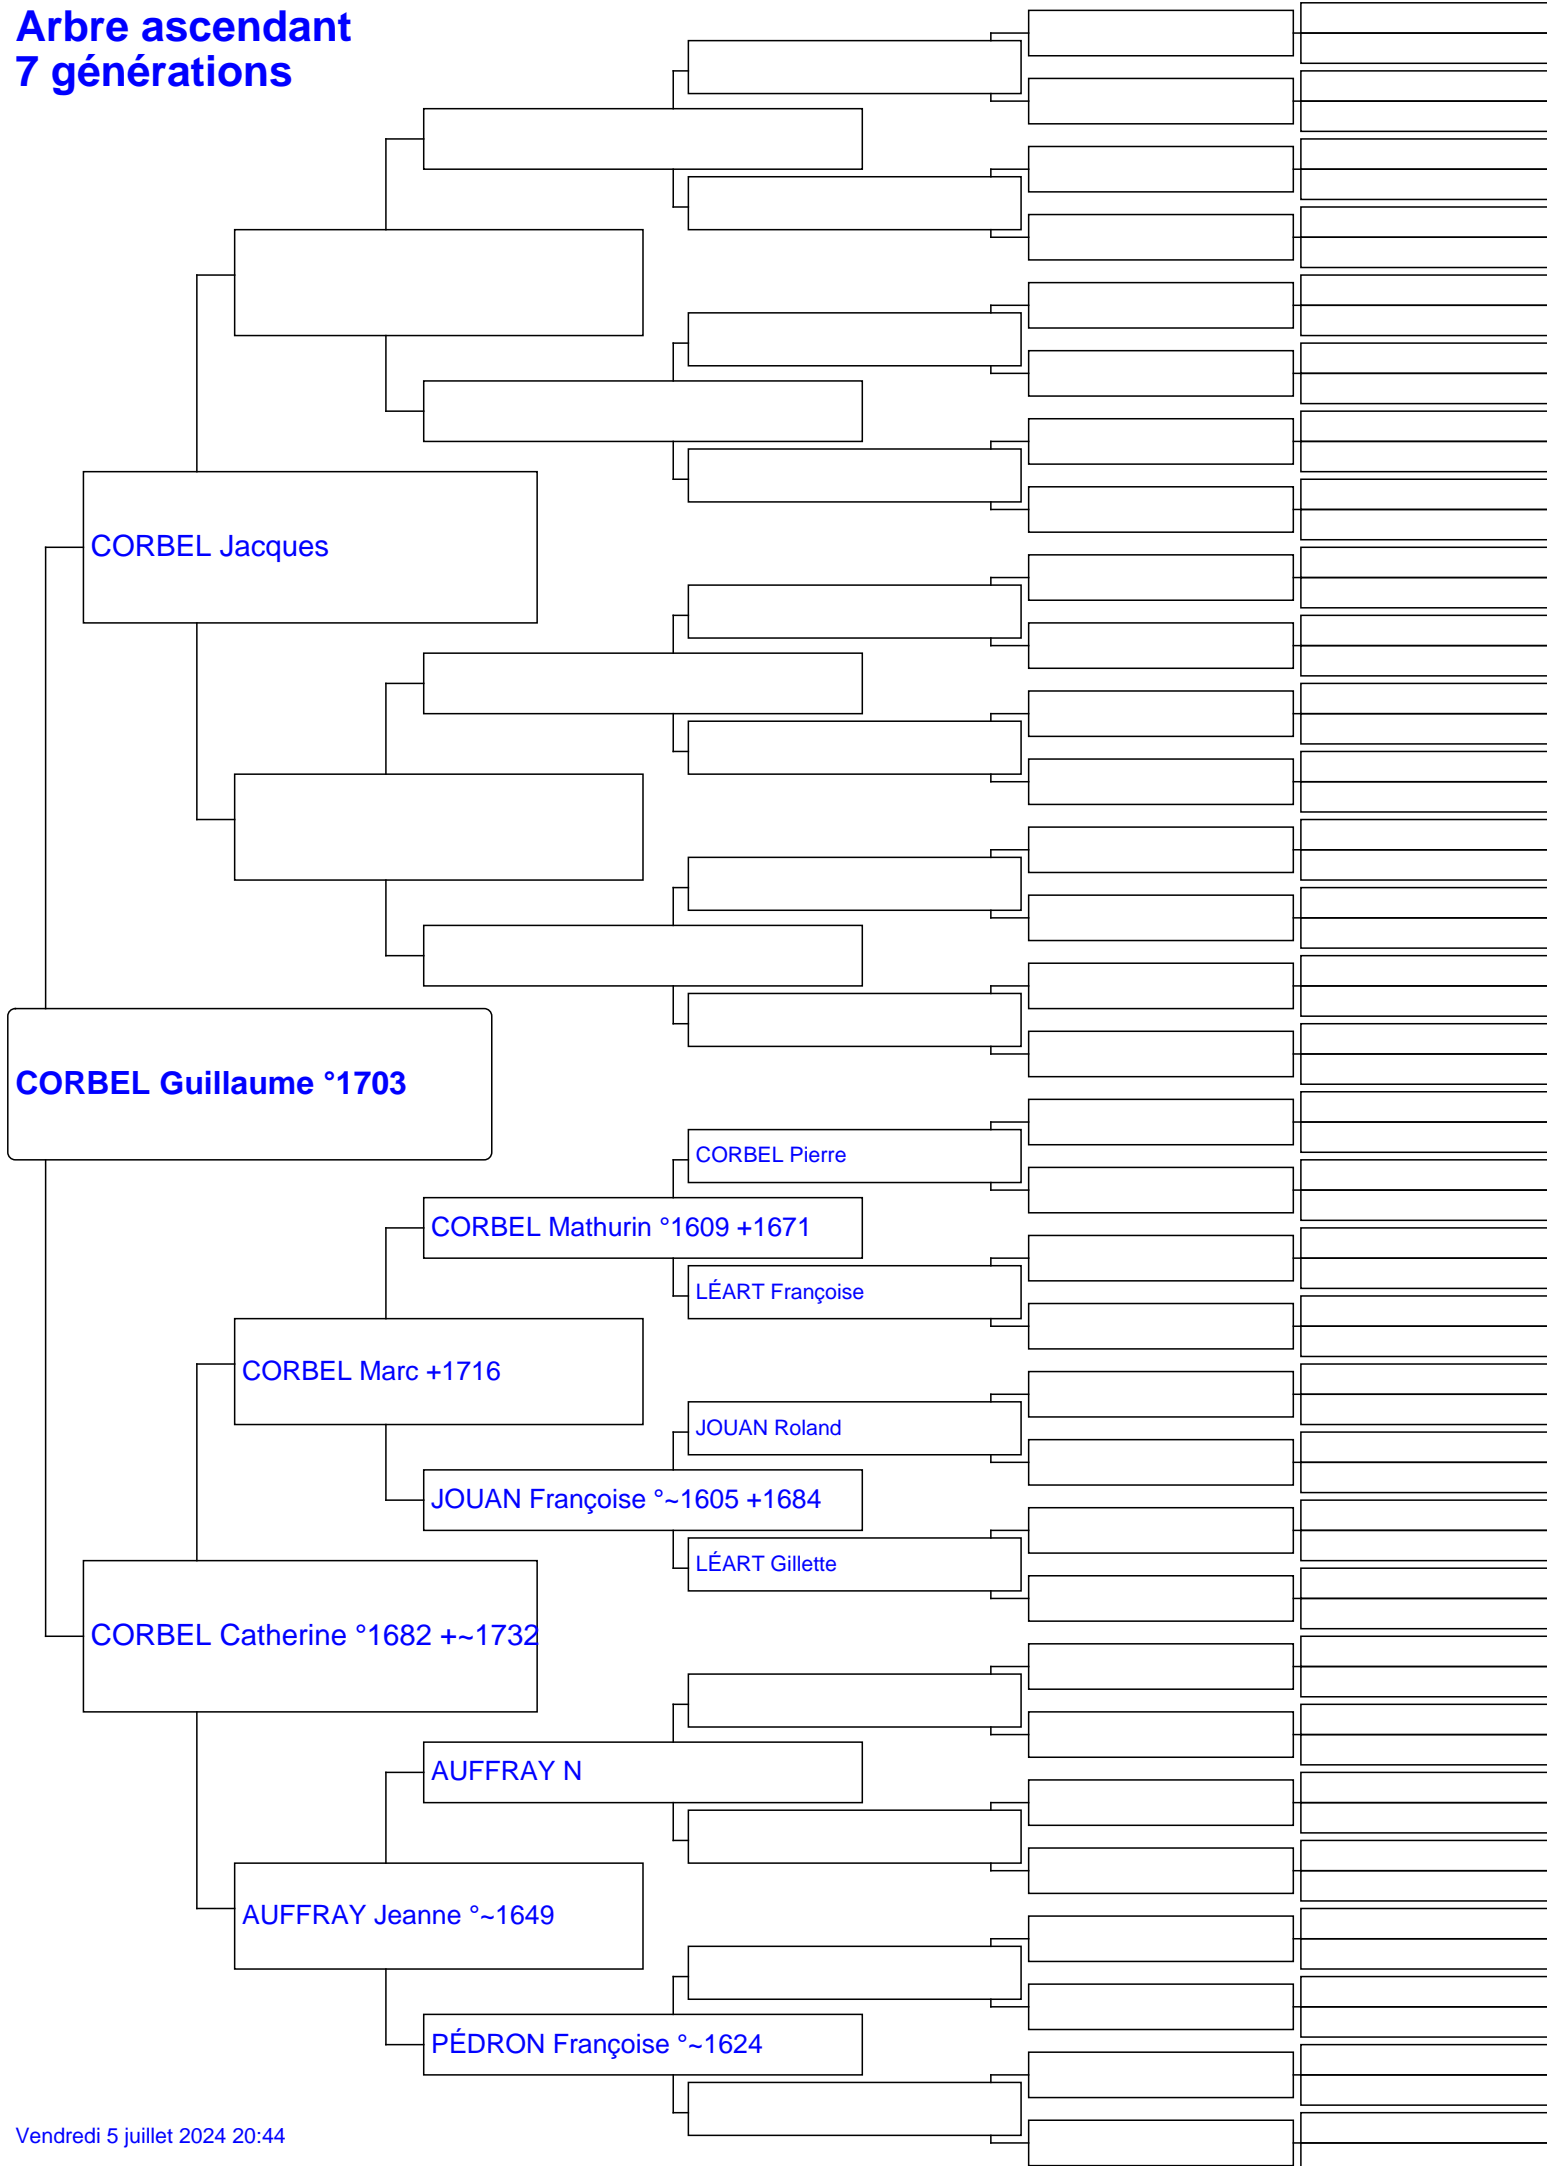 Arbre ascendant
7 générations
CORBEL Jacques
CORBEL Guillaume °1703
CORBEL Pierre
CORBEL Mathurin °1609 +1671
LÉART Françoise
CORBEL Marc +1716
JOUAN Roland
JOUAN Françoise °~1605 +1684
LÉART Gillette
CORBEL Catherine °1682 +~1732
AUFFRAY N
AUFFRAY Jeanne °~1649
PÉDRON Françoise °~1624
Vendredi 5 juillet 2024 20:44